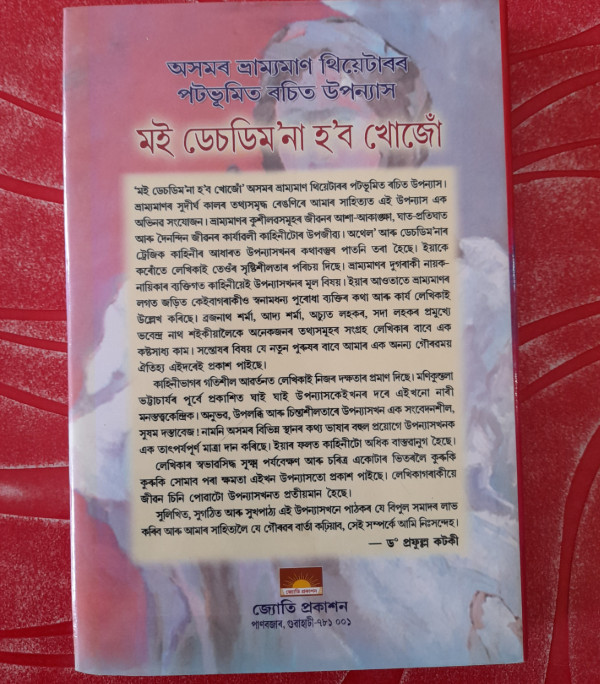 অসমৰ ভ্ৰাম্যমাণ থিয়েটাৰৰ
পটভূমিত ৰচিত উপন্যাস
মই ডেচডিম'না হ'ব খোজোঁ
'মই ডেচডিম'না হ'ব খোজোঁ' অসমৰ ভ্ৰাম্যমাণ থিয়েটাৰৰ পটভূমিত ৰচিত উপন্যাস।
ভ্ৰাম্যমাণৰ সুদীৰ্ঘ কালৰ তথ্যসমৃদ্ধ ৰেঙণিৰে আমাৰ সাহিত্যত এই উপন্যাস এক
অভিনৱ সংযোজন। ভ্ৰাম্যমাণৰ কুশীলৱসমূহৰ জীৱনৰ আশা-আকাঙ্ক্ষা, ঘাত-প্ৰতিঘাত
আৰু দৈনন্দিন জীৱনৰ কাৰ্যাৱলী কাহিনীটোৰ উপজীব্য। অথেল' আৰু ডেচডিম'নাৰ
ট্ৰেজিক কাহিনীৰ আধাৰত উপন্যাসখনৰ কথাবস্তুৰ পাতনি তৰা হৈছে। ইয়াকে
কৰোঁতে লেখিকাই তেওঁৰ সৃষ্টিশীলতাৰ পৰিচয় দিছে। ভ্ৰাম্যমাণৰ দুগৰাকী নায়ক-
নায়িকাৰ ব্যক্তিগত কাহিনীয়েই উপন্যাসখনৰ মূল বিষয়। ইয়াৰ আওতাতে ভ্ৰাম্যমাণৰ
লগত জড়িত কেইবাগৰাকীও স্বনামধন্য পুৰোধা ব্যক্তিৰ কথা আৰু কাৰ্য লেখিকাই
উল্লেখ কৰিছে। ব্ৰজনাথ শৰ্মা, আদ্য শৰ্মা, অচ্যুত লহকৰ, সদা লহকৰ প্ৰমুখ্যে
ভবেন্দ্ৰ নাথ শইকীয়ালৈকে অনেকজনৰ তথ্যসমূহৰ সংগ্ৰহ লেখিকাৰ বাবে এক
কষ্টসাধ্য কাম। সন্তোষৰ বিষয় যে নতুন পুৰুষৰ বাবে আমাৰ এক অনন্য গৌৰৱময়
ঐতিহ্য এইদৰেই প্ৰকাশ পাইছে।
কাহিনীভাগৰ গতিশীল আৱৰ্তনত লেখিকাই নিজৰ দক্ষতাৰ প্ৰমাণ দিছে। মণিকুন্তলা
ভট্টাচাৰ্যৰ পূৰ্বে প্ৰকাশিত ঘাই ঘাই উপন্যাসকেইখনৰ দৰে এইখনো নাৰী
মনস্তত্ত্বকেন্দ্ৰিক। অনুভৱ, উপলব্ধি আৰু চিন্তাশীলতাৰে উপন্যাসখন এক সংবেদনশীল,
সুষম দস্তাবেজ! নামনি অসমৰ বিভিন্ন স্থানৰ কথ্য ভাষাৰ বহুল প্ৰয়োগে উপন্যাসখনক
এক তাৎপৰ্যপূৰ্ণ মাত্ৰা দান কৰিছে। ইয়াৰ ফলত কাহিনীটো অধিক বাস্তৱানুগ হৈছে।
লেখিকাৰ স্বভাৱসিদ্ধ সূক্ষ্ম পৰ্যবেক্ষণ আৰু চৰিত্ৰ একোটাৰ ভিতৰলৈ কুৰুকি
কুৰুকি সোমাব পৰা ক্ষমতা এইখন উপন্যাসতো প্ৰকাশ পাইছে। লেখিকাগৰাকীয়ে
জীৱন চিনি পোৱাটো উপন্যাসখনত প্ৰতীয়মান হৈছে।
সুলিখিত, সুগঠিত আৰু সুখপাঠ্য এই উপন্যাসখনে পাঠকৰ যে বিপুল সমাদৰ লাভ
কৰিব আৰু আমাৰ সাহিত্যলৈ যে গৌৰৱৰ বাৰ্তা কঢ়িয়াব, সেই সম্পৰ্কে আমি নিঃসন্দেহ।
— ড° প্ৰফুল্ল কটকী
জ্যোতি প্ৰকাশন
জ্যোতি প্ৰকাশন
পাণবজাৰ, গুৱাহাটী-৭৮১ ০০১